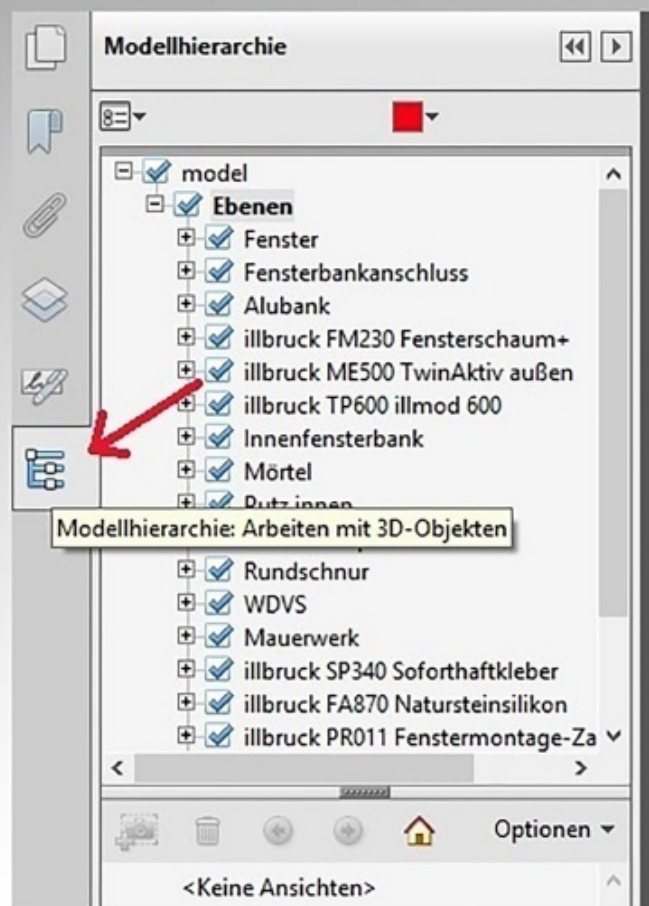 Modellhierarchie
model
Ebenen
Fenster
Fensterbankanschluss
Alubank
illbruck FM230 Fensterschaum+
illbruck ME500 TwinAktiv außen
illbruck TP600 illmod 600
Innenfensterbank
Mörtel
Putz innen
Modellhierarchie: Arbeiten mit 3D-Objekten
Rundschnur
WDVS
Mauerwerk
illbruck SP340 Soforthaftkleber
illbruck FA870 Natursteinsilikon
illbruck PR011 Fenstermontage-Za
Optionen
<Keine Ansichten>